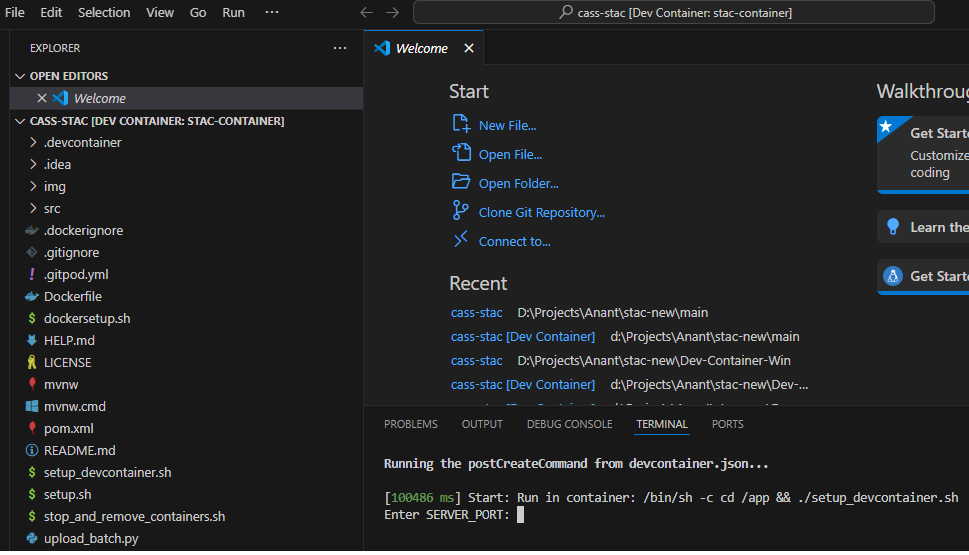 File Edit Selection View Go Run ··· cass-stac [Dev Container: stac-container]
EXPLORER ···
OPEN EDITORS
Welcome
CASS-STAC [DEV CONTAINER: STAC-CONTAINER]
.devcontainer
.idea
img
src
.dockerignore
.gitignore
.gitpod.yml
Dockerfile
dockersetup.sh
HELP.md
LICENSE
mvnw
mvnw.cmd
pom.xml
README.md
setup_devcontainer.sh
setup.sh
stop_and_remove_containers.sh
upload_batch.py
Welcome
Start
New File...
Open File...
Open Folder...
Clone Git Repository...
Connect to...
Recent
cass-stac D:\Projects\Anant\stac-new\main
cass-stac [Dev Container] d:\Projects\Anant\stac-new\main
cass-stac D:\Projects\Anant\stac-new\Dev-Container-Win
cass-stac [Dev Container] d:\Projects\Anant\stac-new\Dev-...
Walkthroug
Get Starte
Customize
coding
Learn the
Get Starte
PROBLEMS OUTPUT DEBUG CONSOLE TERMINAL PORTS
Running the postCreateCommand from devcontainer.json...
[100486 ms] Start: Run in container: /bin/sh -c cd /app && ./setup_devcontainer.sh
Enter SERVER_PORT: